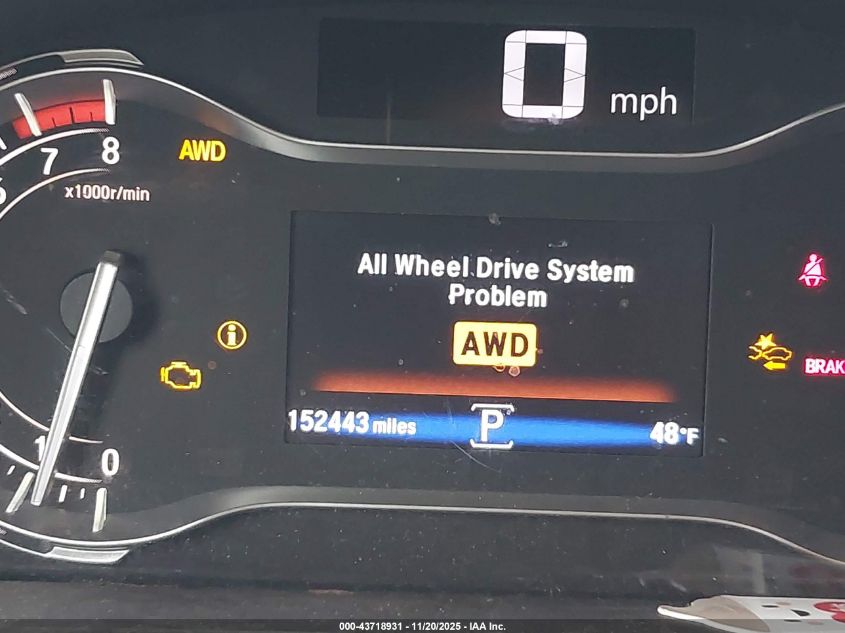 0 mph
7 8
AWD
x1000r/min
All Wheel Drive System
Problem
AWD
i
BRAK
152443 miles
P
48°F
1
0
000-43718931 - 11/20/2025 - IAA Inc.